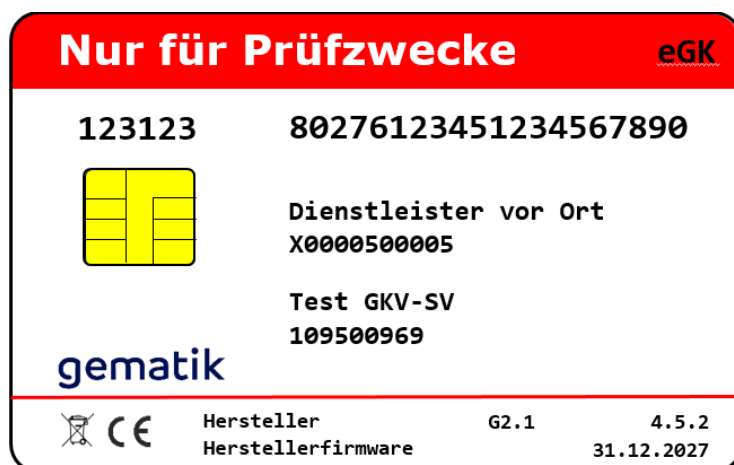 Nur für Prüfzwecke eGK
123123 80276123451234567890
Dienstleister vor Ort
X0000500005
Test GKV-SV
109500969
gematik
CE Hersteller G2.1 4.5.2
Herstellerfirmware 31.12.2027